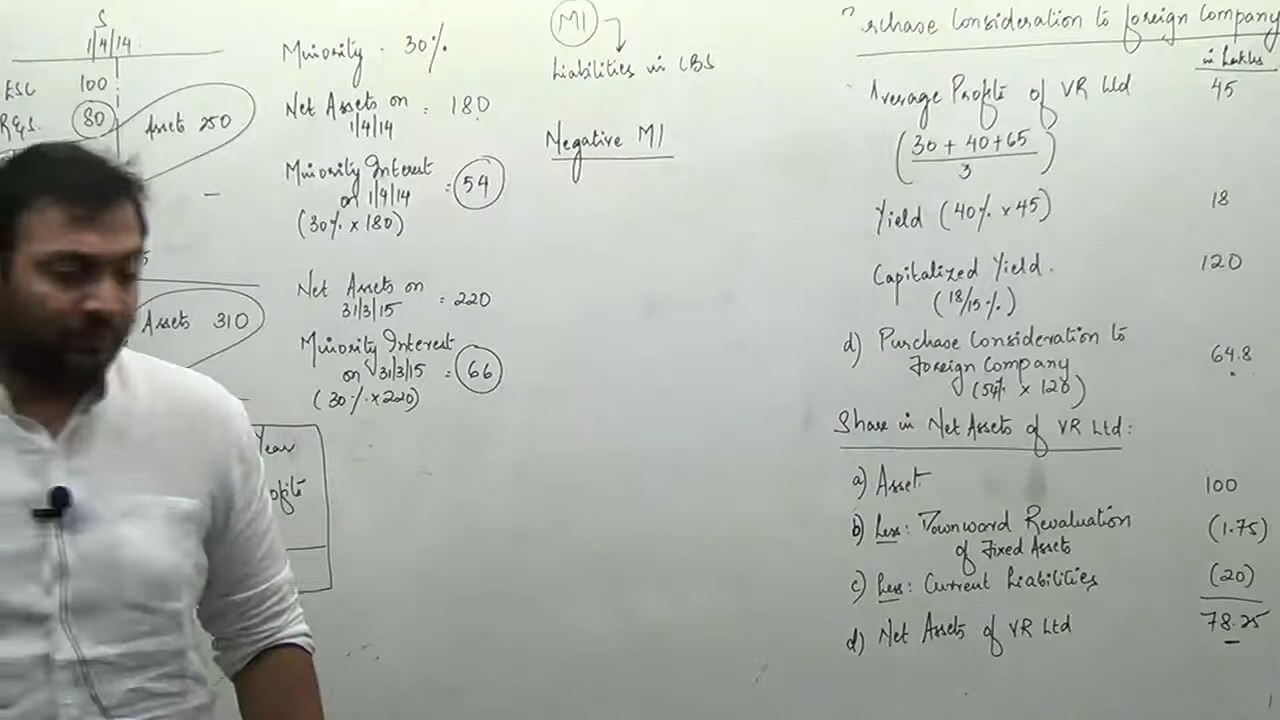 S
1/4/14
ESC 100
R&S. 80
Assets 250
Assets 310
Year
Minority - 30%
Net Assets on 1/4/14 = 180
Minority Interest
on 1/4/14 = 54
(30% x 180)
Net Assets on
31/3/15 = 220
Minority Interest
on 31/3/15 = 66
(30% x 220)
MI
Liabilities in CBS
Negative MI
Purchase Consideration to Foreign Company
in Lakhs
Average Profits of VR Ltd 45
(30 + 40 + 65
3)
Yield (40% x 45) 18
Capitalized Yield. 120
(18/15%)
d) Purchase Consideration to
Foreign Company 64.8
(54% x 120)
Share in Net Assets of VR Ltd:
a) Asset 100
b) Less: Downward Revaluation (1.75)
of Fixed Assets
c) Less: Current Liabilities (20)
d) Net Assets of VR Ltd 78.25